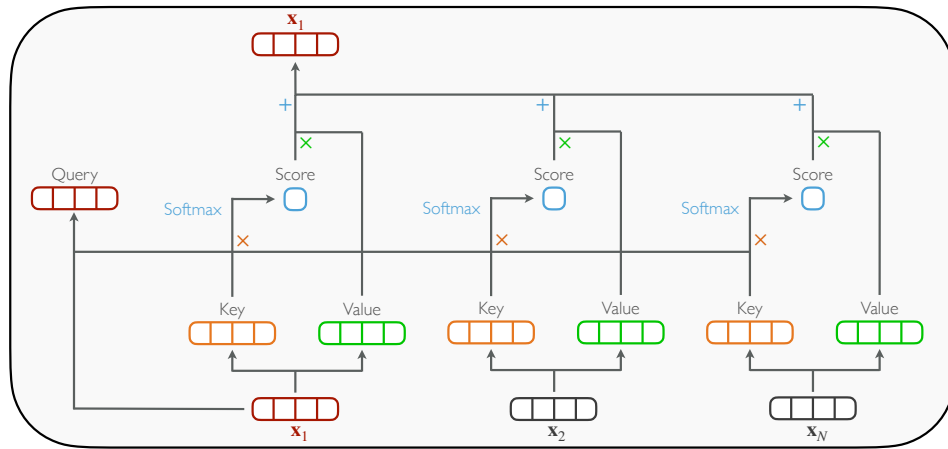 x1
+ + +
× × ×
Query Score Score Score
Softmax Softmax Softmax
× × ×
Key Value Key Value Key Value
x1 x2 xN